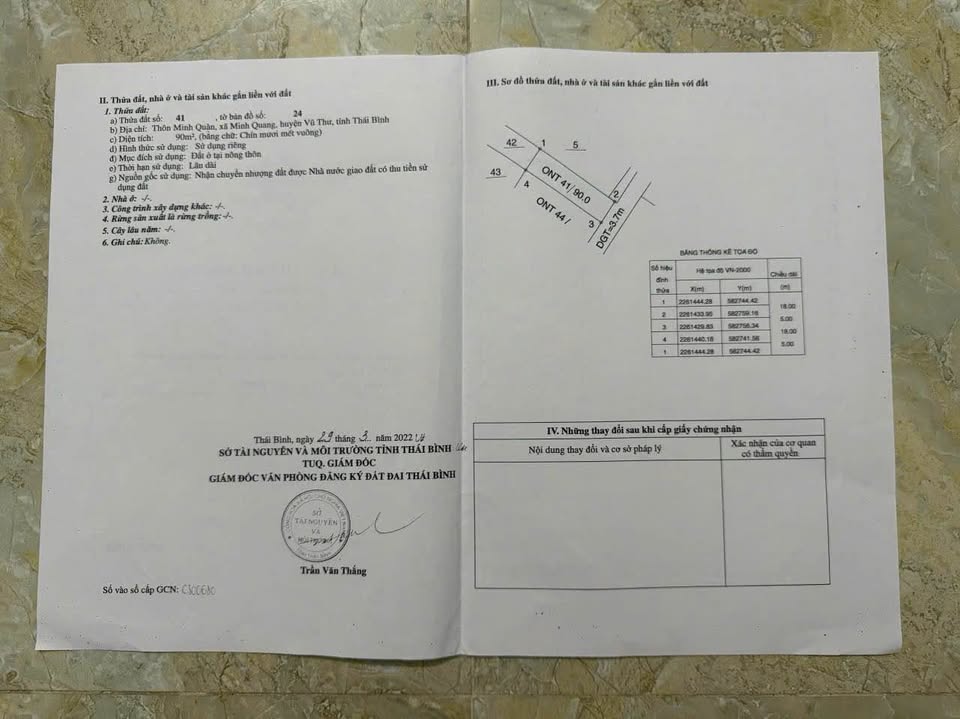 II. Thửa đất, nhà ở và tài sản khác gắn liền với đất
1. Thửa đất:
a) Thửa đất số: 41 , tờ bản đồ số: 24
b) Địa chỉ: Thôn Minh Quàn, xã Minh Quang, huyện Vũ Thư, tỉnh Thái Bình
c) Diện tích: 90m², (bằng chữ: Chín mươi mét vuông)
d) Hình thức sử dụng: Sử dụng riêng
đ) Mục đích sử dụng: Đất ở tại nông thôn
e) Thời hạn sử dụng: Lâu dài
g) Nguồn gốc sử dụng: Nhận chuyển nhượng đất được Nhà nước giao đất có thu tiền sử
dụng đất
2. Nhà ở: -/-.
3. Công trình xây dựng khác: -/-.
4. Rừng sản xuất là rừng trồng: -/-.
5. Cây lâu năm: -/-.
6. Ghi chú: Không.
Thái Bình, ngày 29 tháng 3 năm 2022
SỞ TÀI NGUYÊN VÀ MÔI TRƯỜNG TỈNH THÁI BÌNH
TUQ. GIÁM ĐỐC
GIÁM ĐỐC VĂN PHÒNG ĐĂNG KÝ ĐẤT ĐAI THÁI BÌNH
SỞ
TÀI NGUYÊN
VÀ
Trần Văn Thắng
Số vào sổ cấp GCN:
III. Sơ đồ thửa đất, nhà ở và tài sản khác gắn liền với đất
42 1 5
43 4 ONT 41/90.0 2
ONT 44 / 3 DGT=3.7m
BẢNG THỐNG KÊ TỌA ĐỘ
Số hiệu đỉnh thửa Hệ tọa độ VN-2000 Chiều dài (m)
X(m) Y(m)
1 2261444.28 582744.42
18.00
2 2261433.95 582759.16
5.00
3 2261429.83 582756.34
18.00
4 2261440.16 582741.56
5.00
1 2261444.28 582744.42
IV. Những thay đổi sau khi cấp giấy chứng nhận
Nội dung thay đổi và cơ sở pháp lý
Xác nhận của cơ quan
có thẩm quyền